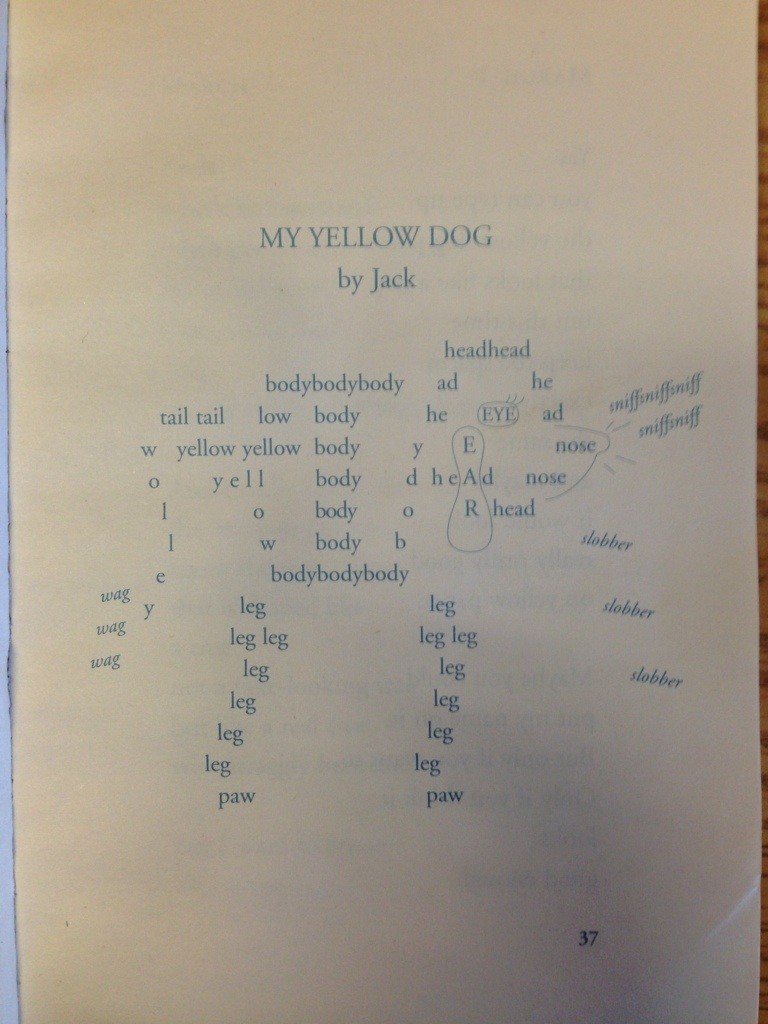 MY YELLOW DOG
by Jack
headhead
bodybodybody ad he
tail tail low body he EYE ad sniffsniffsniff
w yellow yellow body y E nose sniffsniff
o y e l l body d h e A d nose
l o body o R head
l w body b slobber
e bodybodybody
wag y leg leg slobber
wag leg leg leg leg
wag leg leg slobber
leg leg
leg leg
leg leg
paw paw
37